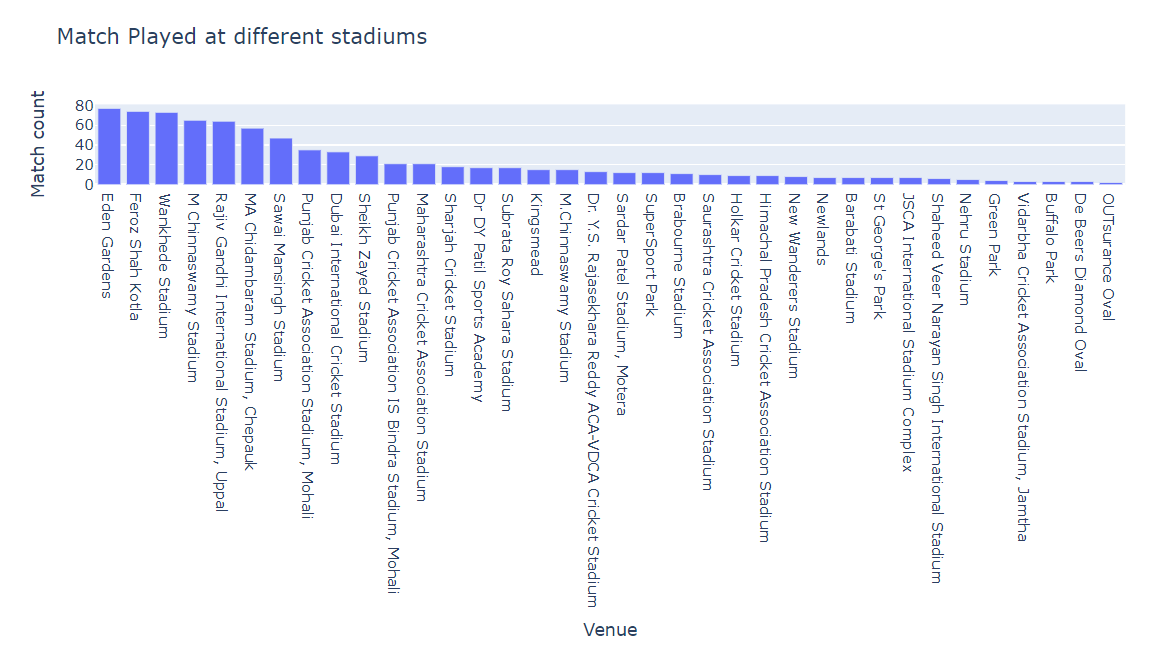 Match Played at different stadiums
Match count
80
60
40
20
0
Eden Gardens
Feroz Shah Kotla
Wankhede Stadium
M Chinnaswamy Stadium
Rajiv Gandhi International Stadium, Uppal
MA Chidambaram Stadium, Chepauk
Sawai Mansingh Stadium
Punjab Cricket Association Stadium, Mohali
Dubai International Cricket Stadium
Sheikh Zayed Stadium
Punjab Cricket Association IS Bindra Stadium, Mohali
Maharashtra Cricket Association Stadium
Sharjah Cricket Stadium
Dr DY Patil Sports Academy
Subrata Roy Sahara Stadium
Kingsmead
M.Chinnaswamy Stadium
Dr. Y.S. Rajasekhara Reddy ACA-VDCA Cricket Stadium
Sardar Patel Stadium, Motera
SuperSport Park
Brabourne Stadium
Saurashtra Cricket Association Stadium
Holkar Cricket Stadium
Himachal Pradesh Cricket Association Stadium
New Wanderers Stadium
Newlands
Barabati Stadium
St George's Park
JSCA International Stadium Complex
Shaheed Veer Narayan Singh International Stadium
Nehru Stadium
Green Park
Vidarbha Cricket Association Stadium, Jamtha
Buffalo Park
De Beers Diamond Oval
OUTsurance Oval
Venue